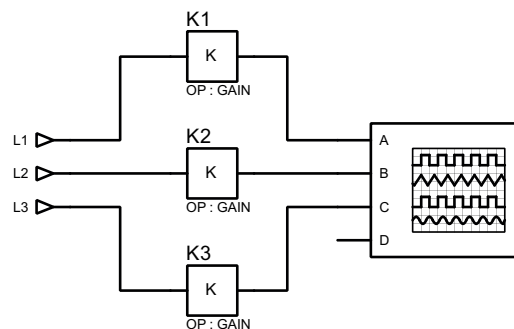 K1
K
OP : GAIN
L1
A
K2
L2
K
B
OP : GAIN
L3
C
D
K3
K
OP : GAIN